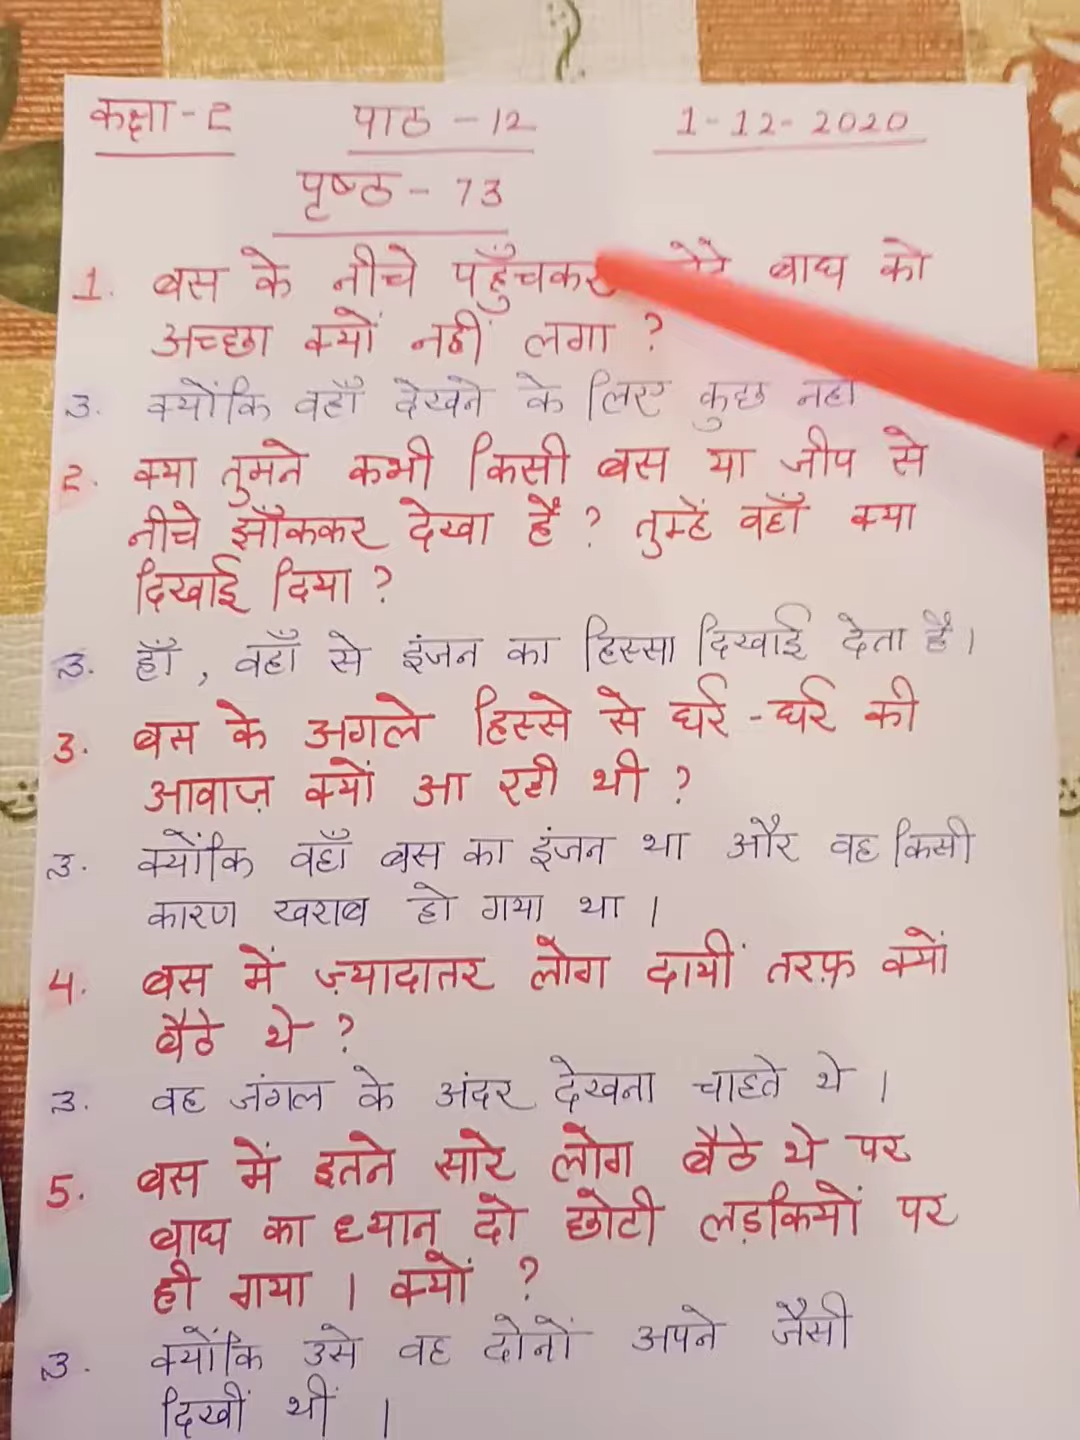 कक्षा-२ पाठ -12 1-12-2020
पृष्ठ - 73
1. बस के नीचे पहुँचकर बाघ को
अच्छा क्यों नहीं लगा ?
उ. क्योंकि वहाँ देखने के लिए कुछ नहीं
२. क्या तुमने कभी किसी बस या जीप से
नीचे झाँककर देखा है ? तुम्हें वहाँ क्या
दिखाई दिया ?
उ. हाँ , वहाँ से इंजन का हिस्सा दिखाई देता है।
3. बस के अगले हिस्से से घर्र-घर्र की
आवाज़ क्यों आ रही थी ?
उ. क्योंकि वहाँ बस का इंजन था और वह किसी
कारण खराब हो गया था ।
4. बस में ज़्यादातर लोग दायीं तरफ़ क्यों
बैठे थे ?
उ. वह जंगल के अंदर देखना चाहते थे ।
5. बस में इतने सारे लोग बैठे थे पर
बाघ का ध्यान दो छोटी लड़कियों पर
ही गया । क्यों ?
उ. क्योंकि उसे वह दोनों अपने जैसी
दिखीं थीं ।